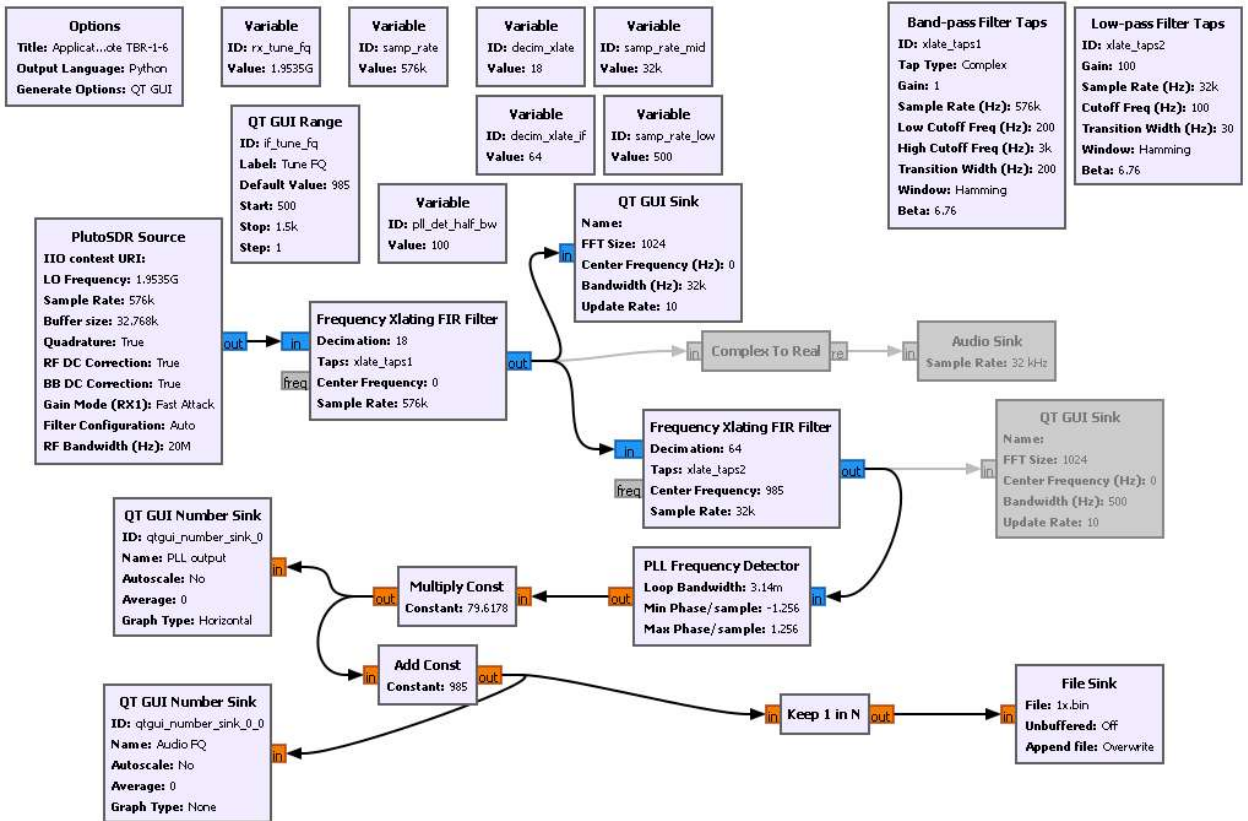 Options
Title: Applicat...ote TBR-1-6
Output Language: Python
Generate Options: QT GUI
Variable
ID: rx_tune_fq
Value: 1.9535G
Variable
ID: samp_rate
Value: 576k
Variable
ID: decim_xlate
Value: 18
Variable
ID: samp_rate_mid
Value: 32k
Band-pass Filter Taps
ID: xlate_taps1
Tap Type: Complex
Gain: 1
Sample Rate (Hz): 576k
Low Cutoff Freq (Hz): 200
High Cutoff Freq (Hz): 3k
Transition Width (Hz): 200
Window: Hamming
Beta: 6.76
Low-pass Filter Taps
ID: xlate_taps2
Gain: 100
Sample Rate (Hz): 32k
Cutoff Freq (Hz): 100
Transition Width (Hz): 30
Window: Hamming
Beta: 6.76
QT GUI Range
ID: if_tune_fq
Label: Tune FQ
Default Value: 985
Start: 500
Stop: 1.5k
Step: 1
Variable
ID: decim_xlate_if
Value: 64
Variable
ID: samp_rate_low
Value: 500
Variable
ID: pll_det_half_bw
Value: 100
QT GUI Sink
Name:
FFT Size: 1024
Center Frequency (Hz): 0
Bandwidth (Hz): 32k
Update Rate: 10
in
PlutoSDR Source
IIO context URI:
LO Frequency: 1.9535G
Sample Rate: 576k
Buffer size: 32.768k
Quadrature: True
RF DC Correction: True
BB DC Correction: True
Gain Mode (RX1): Fast Attack
Filter Configuration: Auto
RF Bandwidth (Hz): 20M
out
in
freq
Frequency Xlating FIR Filter
Decimation: 18
Taps: xlate_taps1
Center Frequency: 0
Sample Rate: 576k
out
in
Complex To Real
re
in
Audio Sink
Sample Rate: 32 kHz
in
freq
Frequency Xlating FIR Filter
Decimation: 64
Taps: xlate_taps2
Center Frequency: 985
Sample Rate: 32k
out
in
QT GUI Sink
Name:
FFT Size: 1024
Center Frequency (Hz): 0
Bandwidth (Hz): 500
Update Rate: 10
QT GUI Number Sink
ID: qtgui_number_sink_0
Name: PLL output
Autoscale: No
Average: 0
Graph Type: Horizontal
in
out
Multiply Const
Constant: 79.6178
in
out
PLL Frequency Detector
Loop Bandwidth: 3.14m
Min Phase/sample: -1.256
Max Phase/sample: 1.256
in
in
Add Const
Constant: 985
out
QT GUI Number Sink
ID: qtgui_number_sink_0_0
Name: Audio FQ
Autoscale: No
Average: 0
Graph Type: None
in
in
Keep 1 in N
out
in
File Sink
File: 1x.bin
Unbuffered: Off
Append file: Overwrite